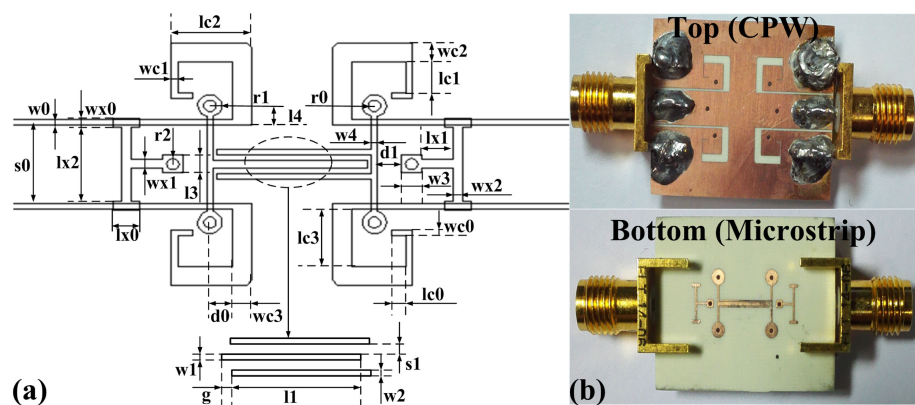 lc2
wc1
wc2
lc1
w0
wx0
r1
r0
l4
r2
w4
lx1
s0
lx2
d1
wx1
l3
w3
wx2
lx0
lc3
wc0
d0
wc3
lc0
w1
s1
g
l1
w2
(a)
Top (CPW)
Bottom (Microstrip)
(b)